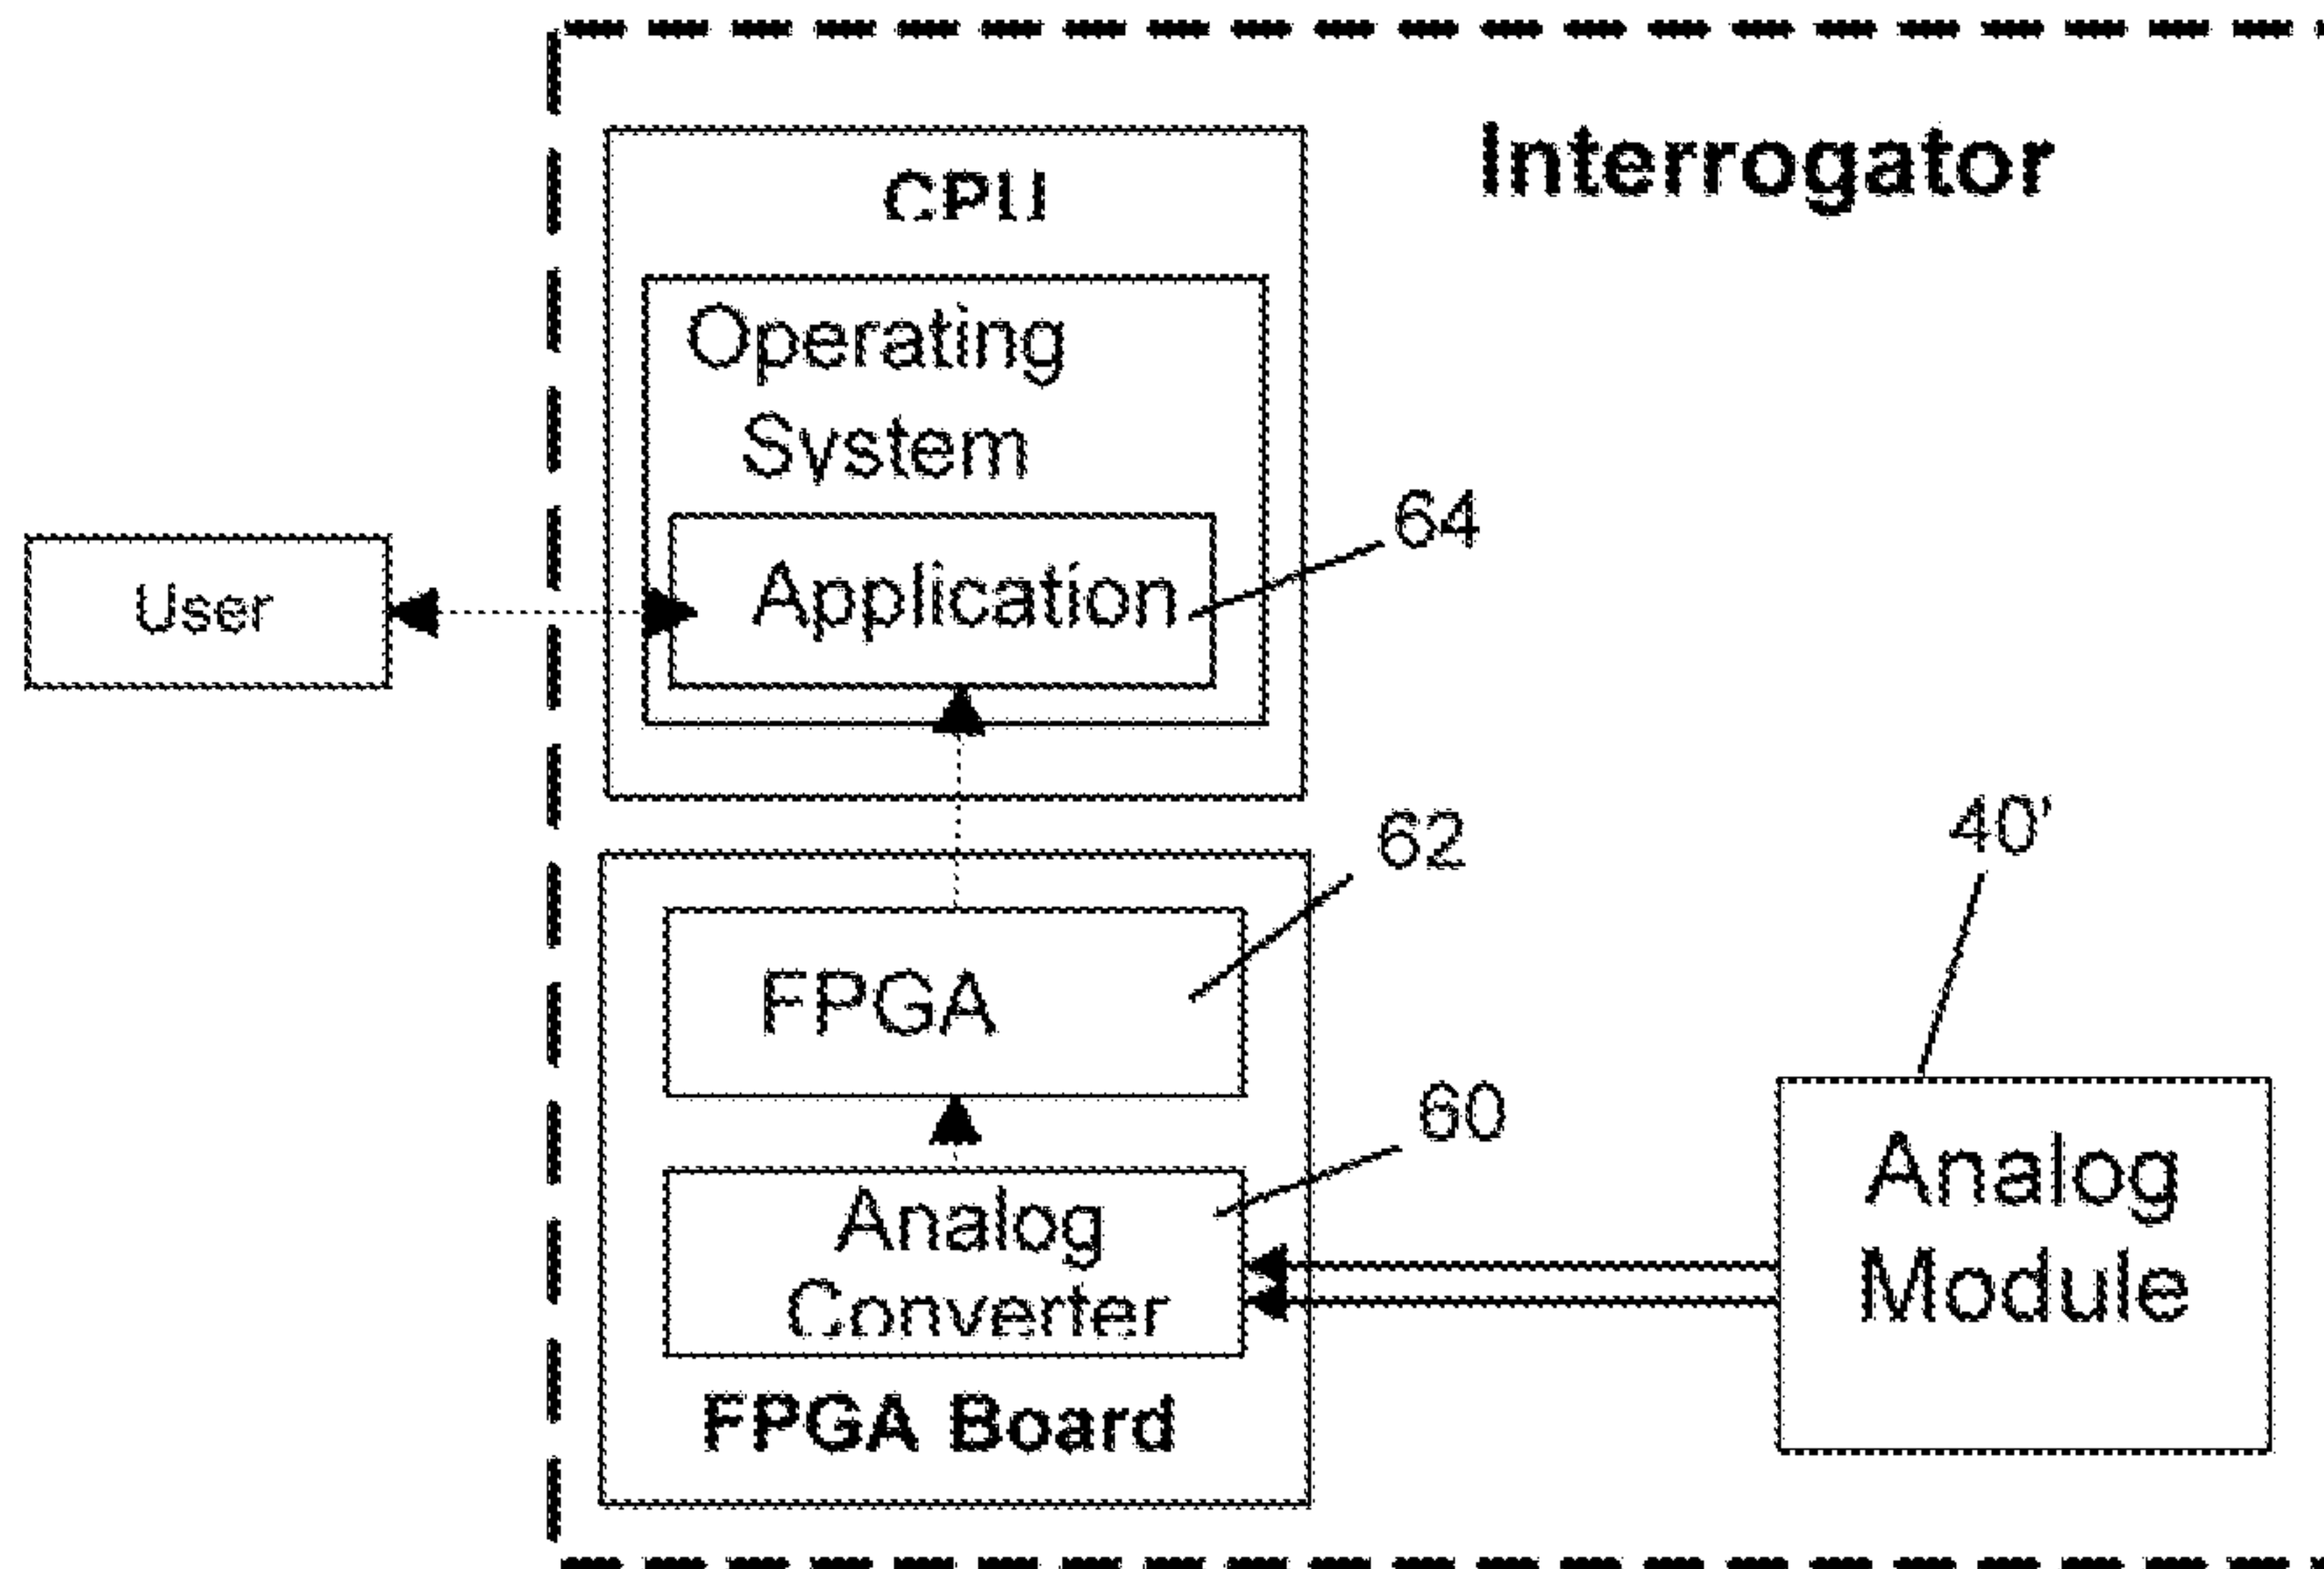 Interrogator
CPU
Operating
System
Application
64
User
62
40'
FPGA
60
Analog
Converter
Analog
Module
FPGA Board